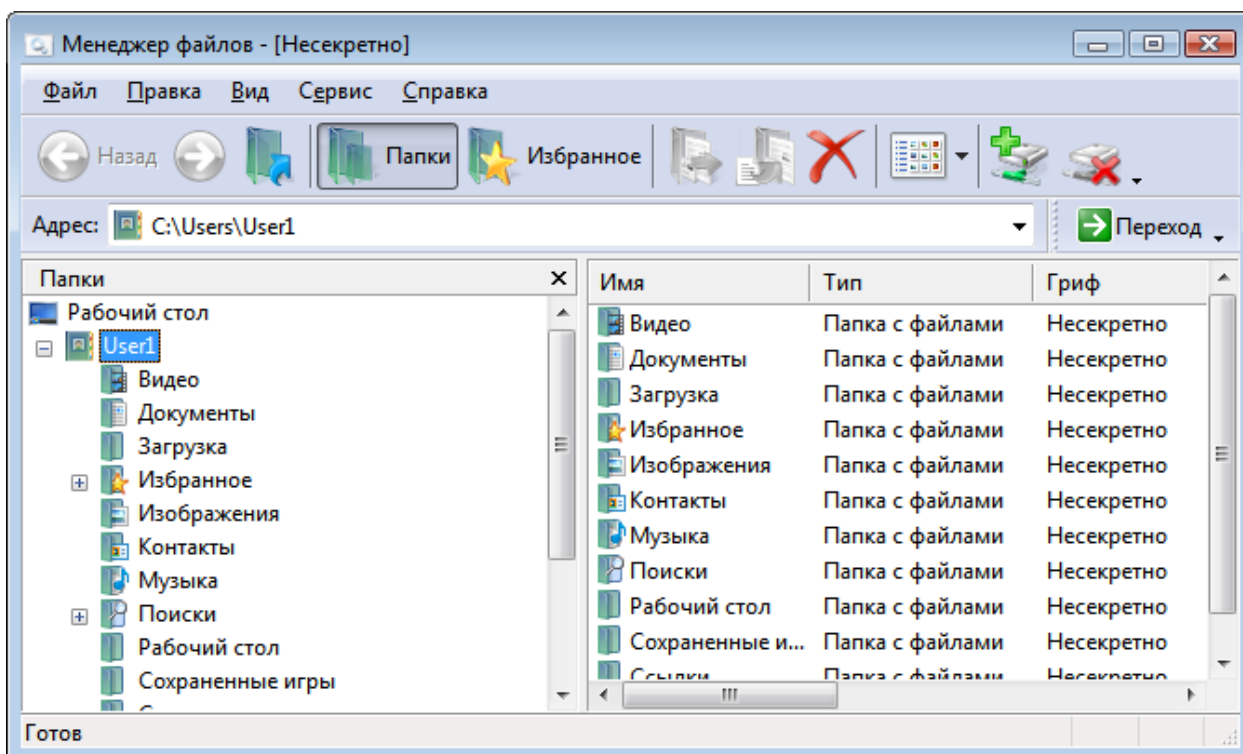 Менеджер файлов - [Несекретно]
Файл Правка Вид Сервис Справка
Назад Папки Избранное
Адрес: C:\Users\User1 Переход
Папки
Рабочий стол
User1
Видео
Документы
Загрузка
Избранное
Изображения
Контакты
Музыка
Поиски
Рабочий стол
Сохраненные игры
Имя Тип Гриф
Видео Папка с файлами Несекретно
Документы Папка с файлами Несекретно
Загрузка Папка с файлами Несекретно
Избранное Папка с файлами Несекретно
Изображения Папка с файлами Несекретно
Контакты Папка с файлами Несекретно
Музыка Папка с файлами Несекретно
Поиски Папка с файлами Несекретно
Рабочий стол Папка с файлами Несекретно
Сохраненные и... Папка с файлами Несекретно
Ссылки Папка с файлами Несекретно
Готов